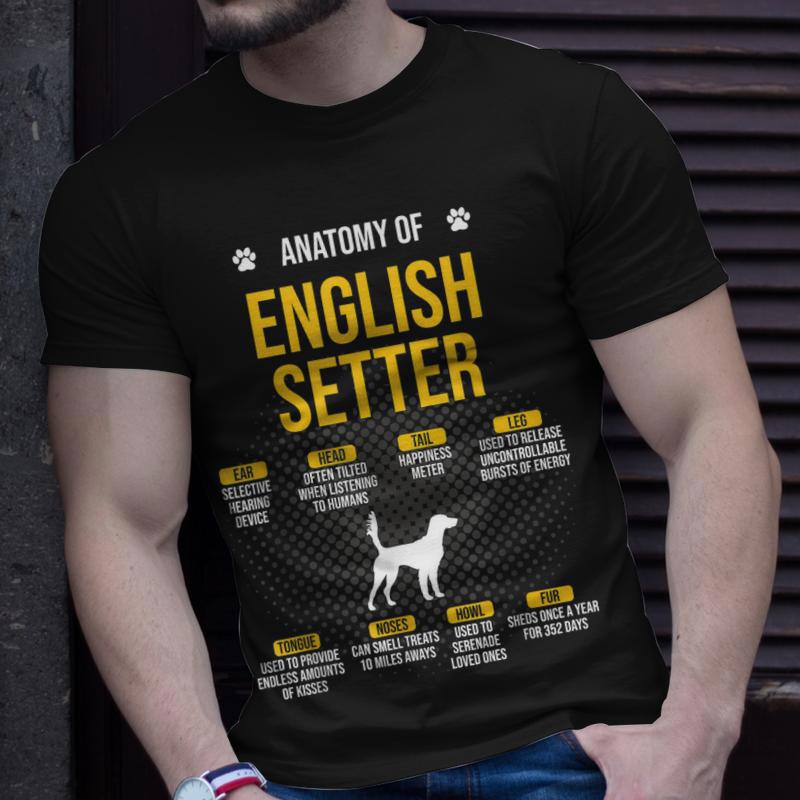 ANATOMY OF
ENGLISH
SETTER
EAR
SELECTIVE
HEARING
DEVICE
HEAD
OFTEN TILTED
WHEN LISTENING
TO HUMANS
TAIL
HAPPINESS
METER
LEG
USED TO RELEASE
UNCONTROLLABLE
BURSTS OF ENERGY
TONGUE
USED TO PROVIDE
ENDLESS AMOUNTS
OF KISSES
NOSES
CAN SMELL TREATS
10 MILES AWAYS
HOWL
USED TO
SERENADE
LOVED ONES
FUR
SHEDS ONCE A YEAR
FOR 352 DAYS